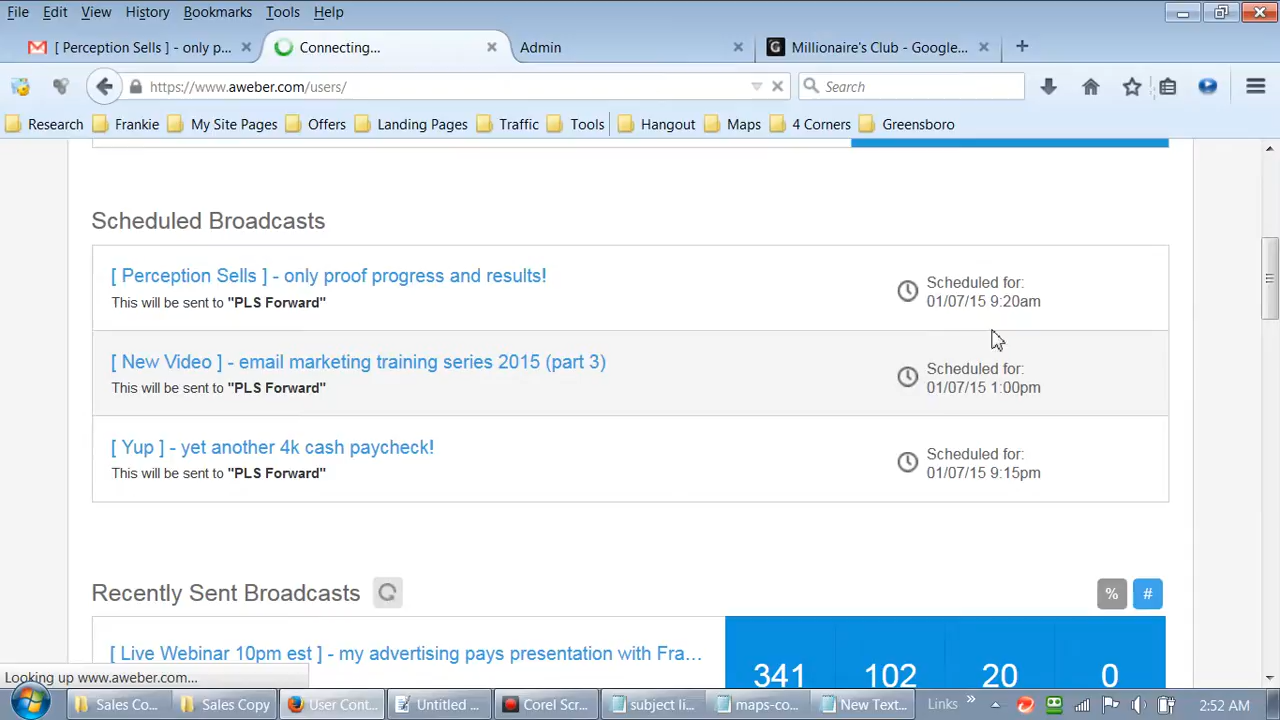 File Edit View History Bookmarks Tools Help
[ Perception Sells ] - only p... Connecting... Admin Millionaire's Club - Google...
https://www.aweber.com/users/ Search
Research Frankie My Site Pages Offers Landing Pages Traffic Tools Hangout Maps 4 Corners Greensboro
Scheduled Broadcasts
[ Perception Sells ] - only proof progress and results!
This will be sent to "PLS Forward"
Scheduled for:
01/07/15 9:20am
[ New Video ] - email marketing training series 2015 (part 3)
This will be sent to "PLS Forward"
Scheduled for:
01/07/15 1:00pm
[ Yup ] - yet another 4k cash paycheck!
This will be sent to "PLS Forward"
Scheduled for:
01/07/15 9:15pm
Recently Sent Broadcasts % #
[ Live Webinar 10pm est ] - my advertising pays presentation with Fra...
341 102 20 0
Looking up www.aweber.com...
Sales Co... Sales Copy User Cont... Untitled ... Corel Scr... subject li... maps-co... New Text... Links » 2:52 AM